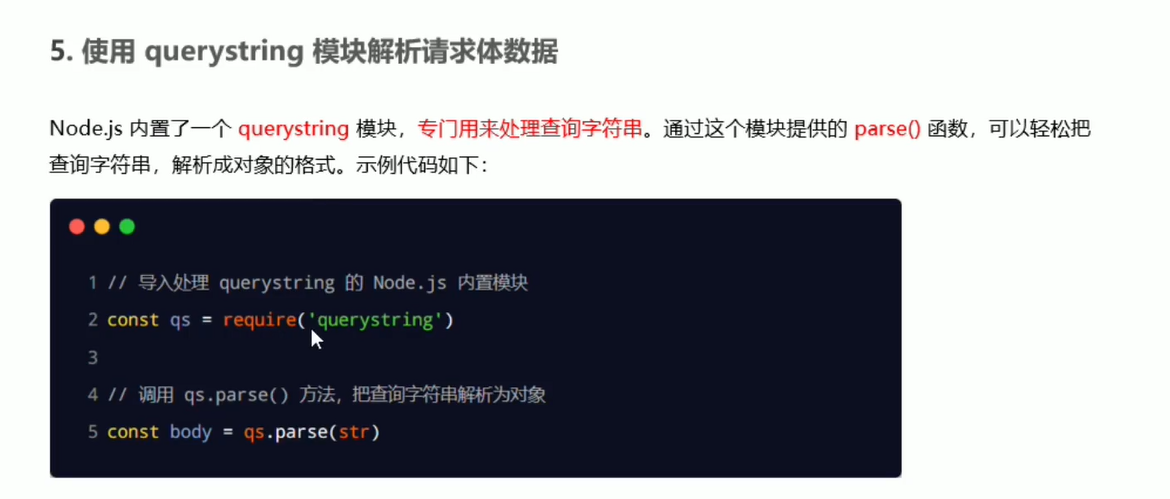 5. 使用 querystring 模块解析请求体数据
Node.js 内置了一个 querystring 模块，专门用来处理查询字符串。通过这个模块提供的 parse() 函数，可以轻松把
查询字符串，解析成对象的格式。示例代码如下：
1 // 导入处理 querystring 的 Node.js 内置模块
2 const qs = require('querystring')
3
4 // 调用 qs.parse() 方法，把查询字符串解析为对象
5 const body = qs.parse(str)